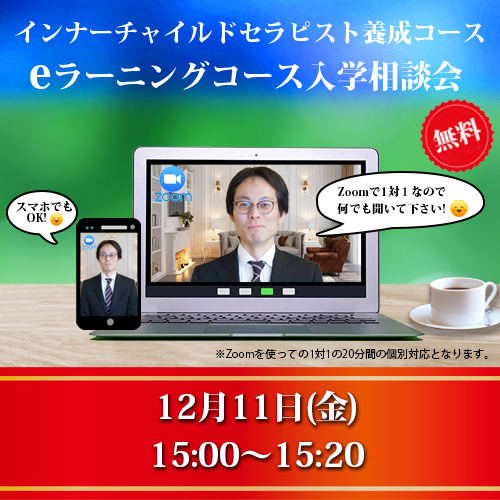 インナーチャイルドセラピスト養成コース
eラーニングコース入学相談会
無料
zoom
Zoomで1対1なので
何でも聞いて下さい!
スマホでも
OK!
※Zoomを使っての1対1の20分間の個別対応となります。
12月11日(金)
15:00〜15:20